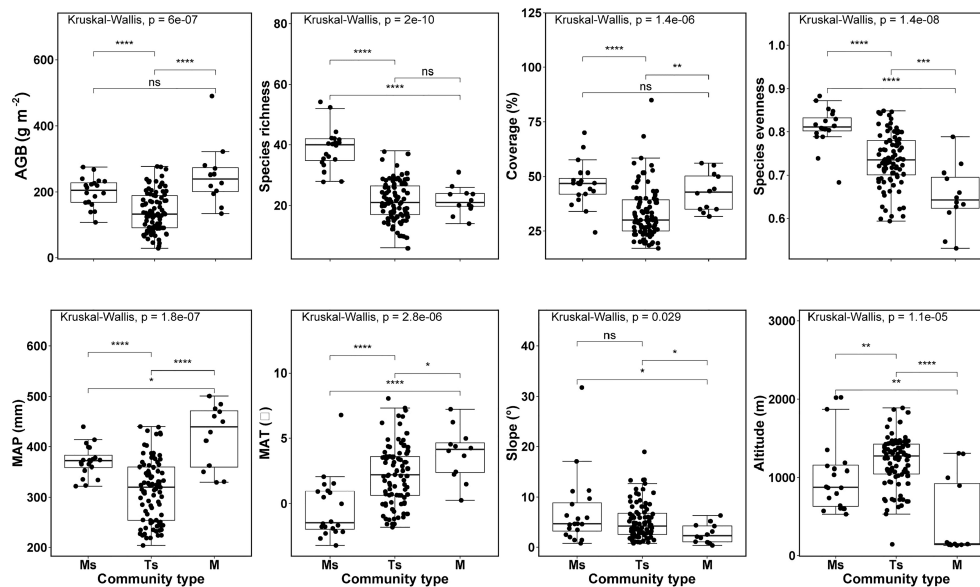 Kruskal-Wallis, p = 6e-07
****
****
ns
AGB (g m⁻²)
600
400
200
0
Kruskal-Wallis, p = 2e-10
****
ns
****
Species richness
80
60
40
20
Kruskal-Wallis, p = 1.4e-06
****
**
ns
Coverage (%)
125
100
75
50
25
Kruskal-Wallis, p = 1.4e-08
****
***
****
Species evenness
1.0
0.9
0.8
0.7
0.6
Kruskal-Wallis, p = 1.8e-07
****
****
*
MAP (mm)
600
500
400
300
200
Ms Ts M
Community type
Kruskal-Wallis, p = 2.8e-06
****
*
****
MAT (□)
10
5
0
Ms Ts M
Community type
Kruskal-Wallis, p = 0.029
ns
*
*
Slope (°)
40
30
20
10
0
Ms Ts M
Community type
Kruskal-Wallis, p = 1.1e-05
**
****
**
Altitude (m)
3000
2000
1000
0
Ms Ts M
Community type